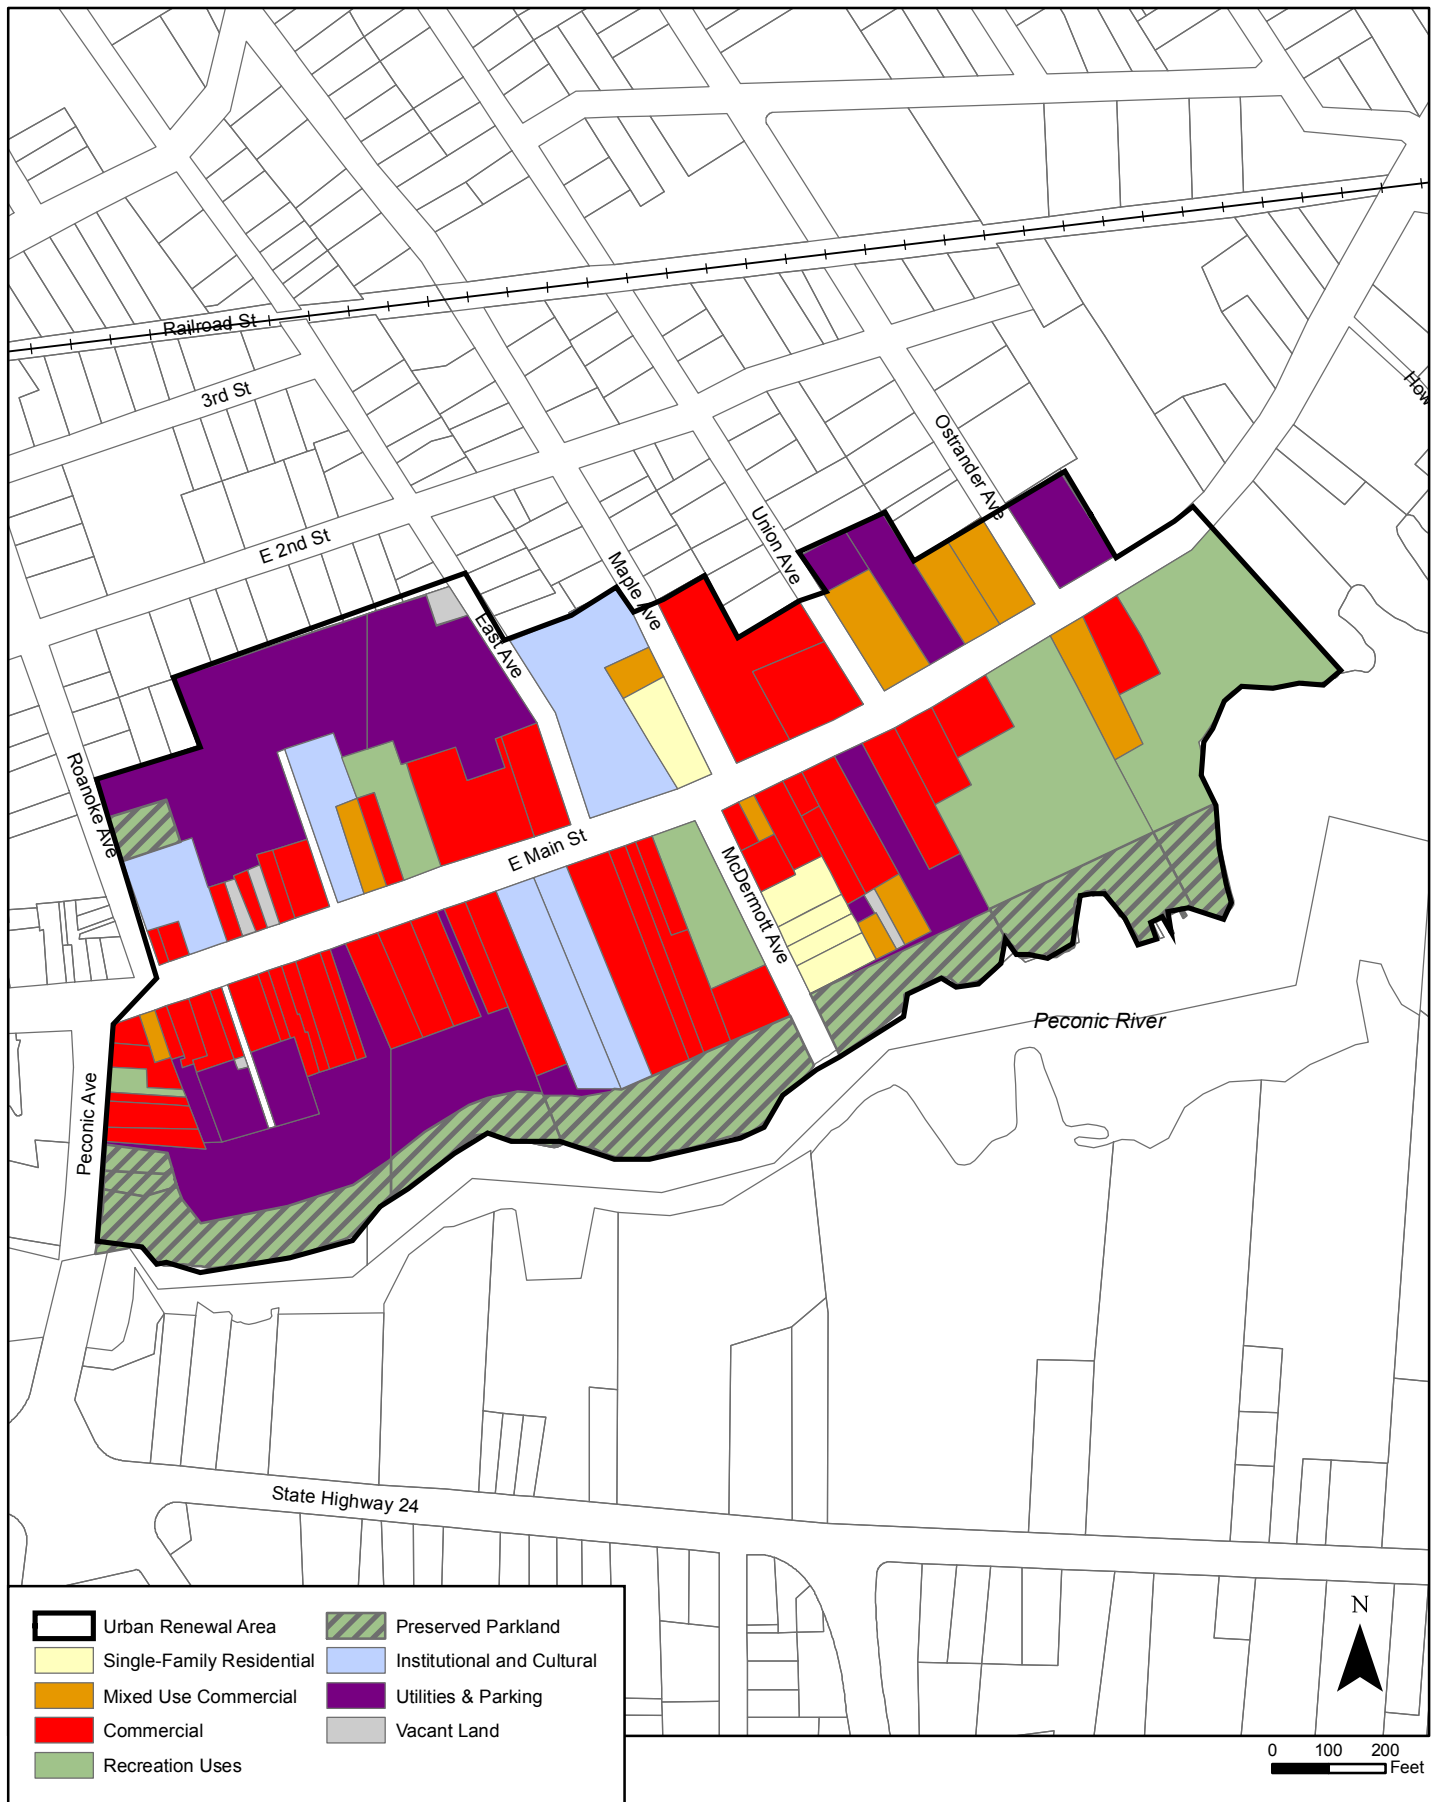 Railroad St
3rd St
How
Ostrander Ave
E 2nd St
Union Ave
Maple Ave
East Ave
Roanoke Ave
E Main St
McDermott Ave
Peconic River
Peconic Ave
State Highway 24
Urban Renewal Area
Single-Family Residential
Mixed Use Commercial
Commercial
Recreation Uses
Preserved Parkland
Institutional and Cultural
Utilities & Parking
Vacant Land
N
0 100 200
Feet